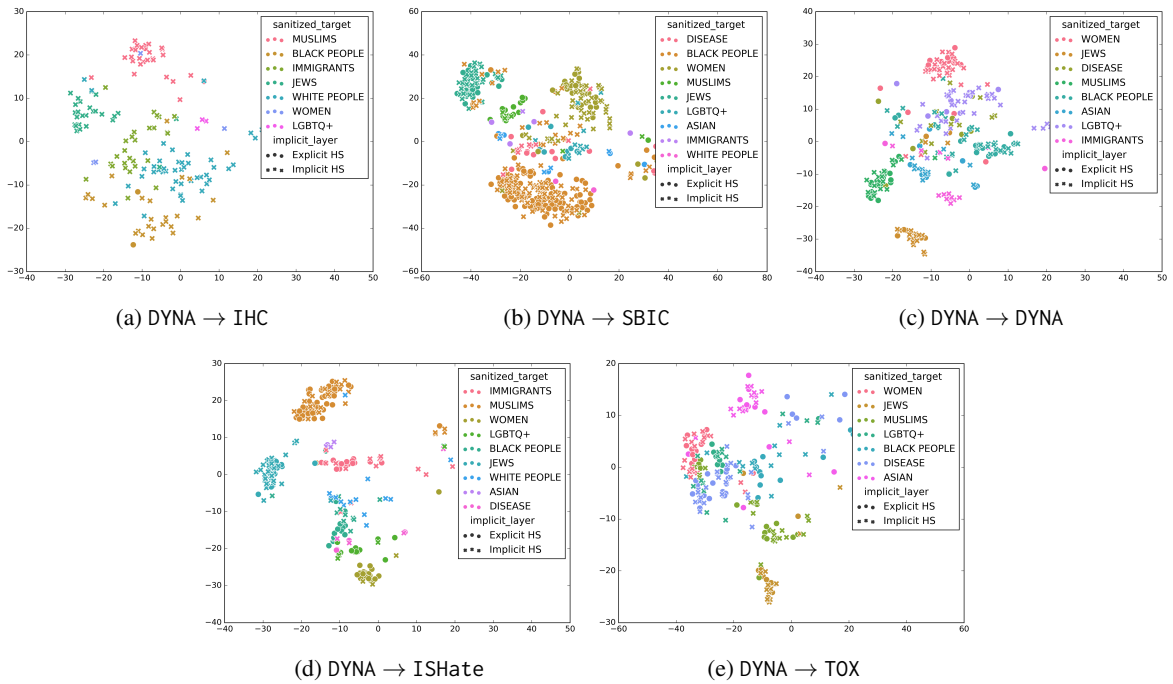 sanitized_target
MUSLIMS
BLACK PEOPLE
IMMIGRANTS
JEWS
WHITE PEOPLE
WOMEN
LGBTQ+
implicit_layer
Explicit HS
Implicit HS
30
20
10
0
−10
−20
−30
−40 −30 −20 −10 0 10 20 30 40 50
(a) DYNA → IHC
sanitized_target
DISEASE
BLACK PEOPLE
WOMEN
MUSLIMS
JEWS
LGBTQ+
ASIAN
IMMIGRANTS
WHITE PEOPLE
implicit_layer
Explicit HS
Implicit HS
60
40
20
0
−20
−40
−60
−60 −40 −20 0 20 40 60 80
(b) DYNA → SBIC
sanitized_target
WOMEN
JEWS
DISEASE
MUSLIMS
BLACK PEOPLE
ASIAN
LGBTQ+
IMMIGRANTS
implicit_layer
Explicit HS
Implicit HS
40
30
20
10
0
−10
−20
−30
−40
−40 −30 −20 −10 0 10 20 30 40 50
(c) DYNA → DYNA
sanitized_target
IMMIGRANTS
MUSLIMS
WOMEN
LGBTQ+
BLACK PEOPLE
JEWS
WHITE PEOPLE
ASIAN
DISEASE
implicit_layer
Explicit HS
Implicit HS
30
20
10
0
−10
−20
−30
−40
−40 −30 −20 −10 0 10 20 30 40 50
(d) DYNA → ISHate
sanitized_target
WOMEN
JEWS
MUSLIMS
LGBTQ+
BLACK PEOPLE
DISEASE
ASIAN
implicit_layer
Explicit HS
Implicit HS
20
10
0
−10
−20
−30
−60 −40 −20 0 20 40 60
(e) DYNA → TOX